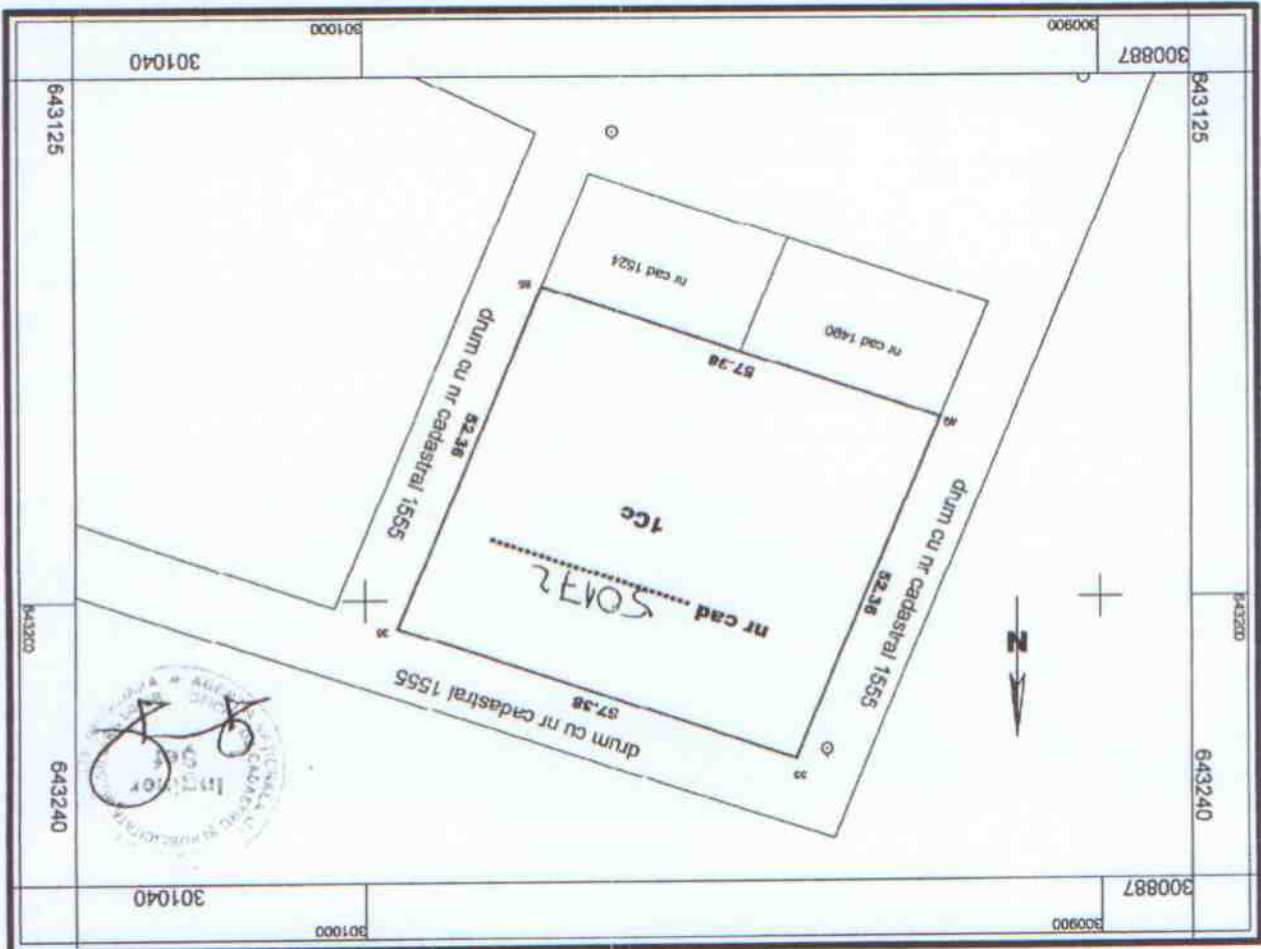 300900
301000
300887
301040
643240
643240
Inginer
33
drum cu nr cadastral 1555
57.38
N
643200
643200
nr cad ....50172....
1Cc
52.36
drum cu nr cadastral 1555
52.36
drum cu nr cadastral 1555
57.38
nr cad 1490
nr cad 1524
643125
643125
300887
301040
300900
301000